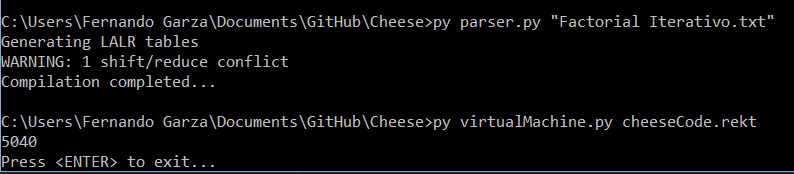 C:\Users\Fernando Garza\Documents\GitHub\Cheese>py parser.py "Factorial Iterativo.txt"
Generating LALR tables
WARNING: 1 shift/reduce conflict
Compilation completed...
C:\Users\Fernando Garza\Documents\GitHub\Cheese>py virtualMachine.py cheeseCode.rekt
5040
Press <ENTER> to exit...